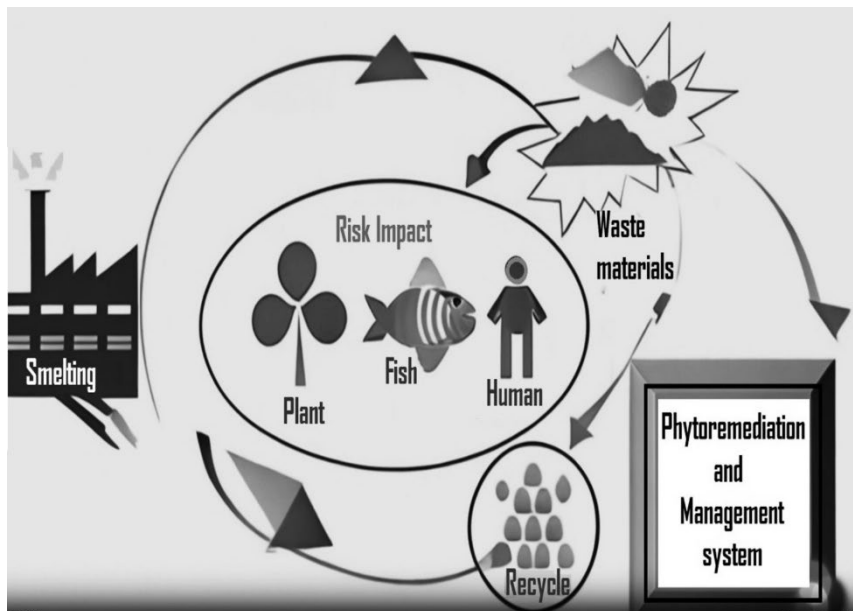 Risk Impact
Waste
materials
Smelting
Plant
Fish
Human
Phytoremediation
and
Management
system
Recycle